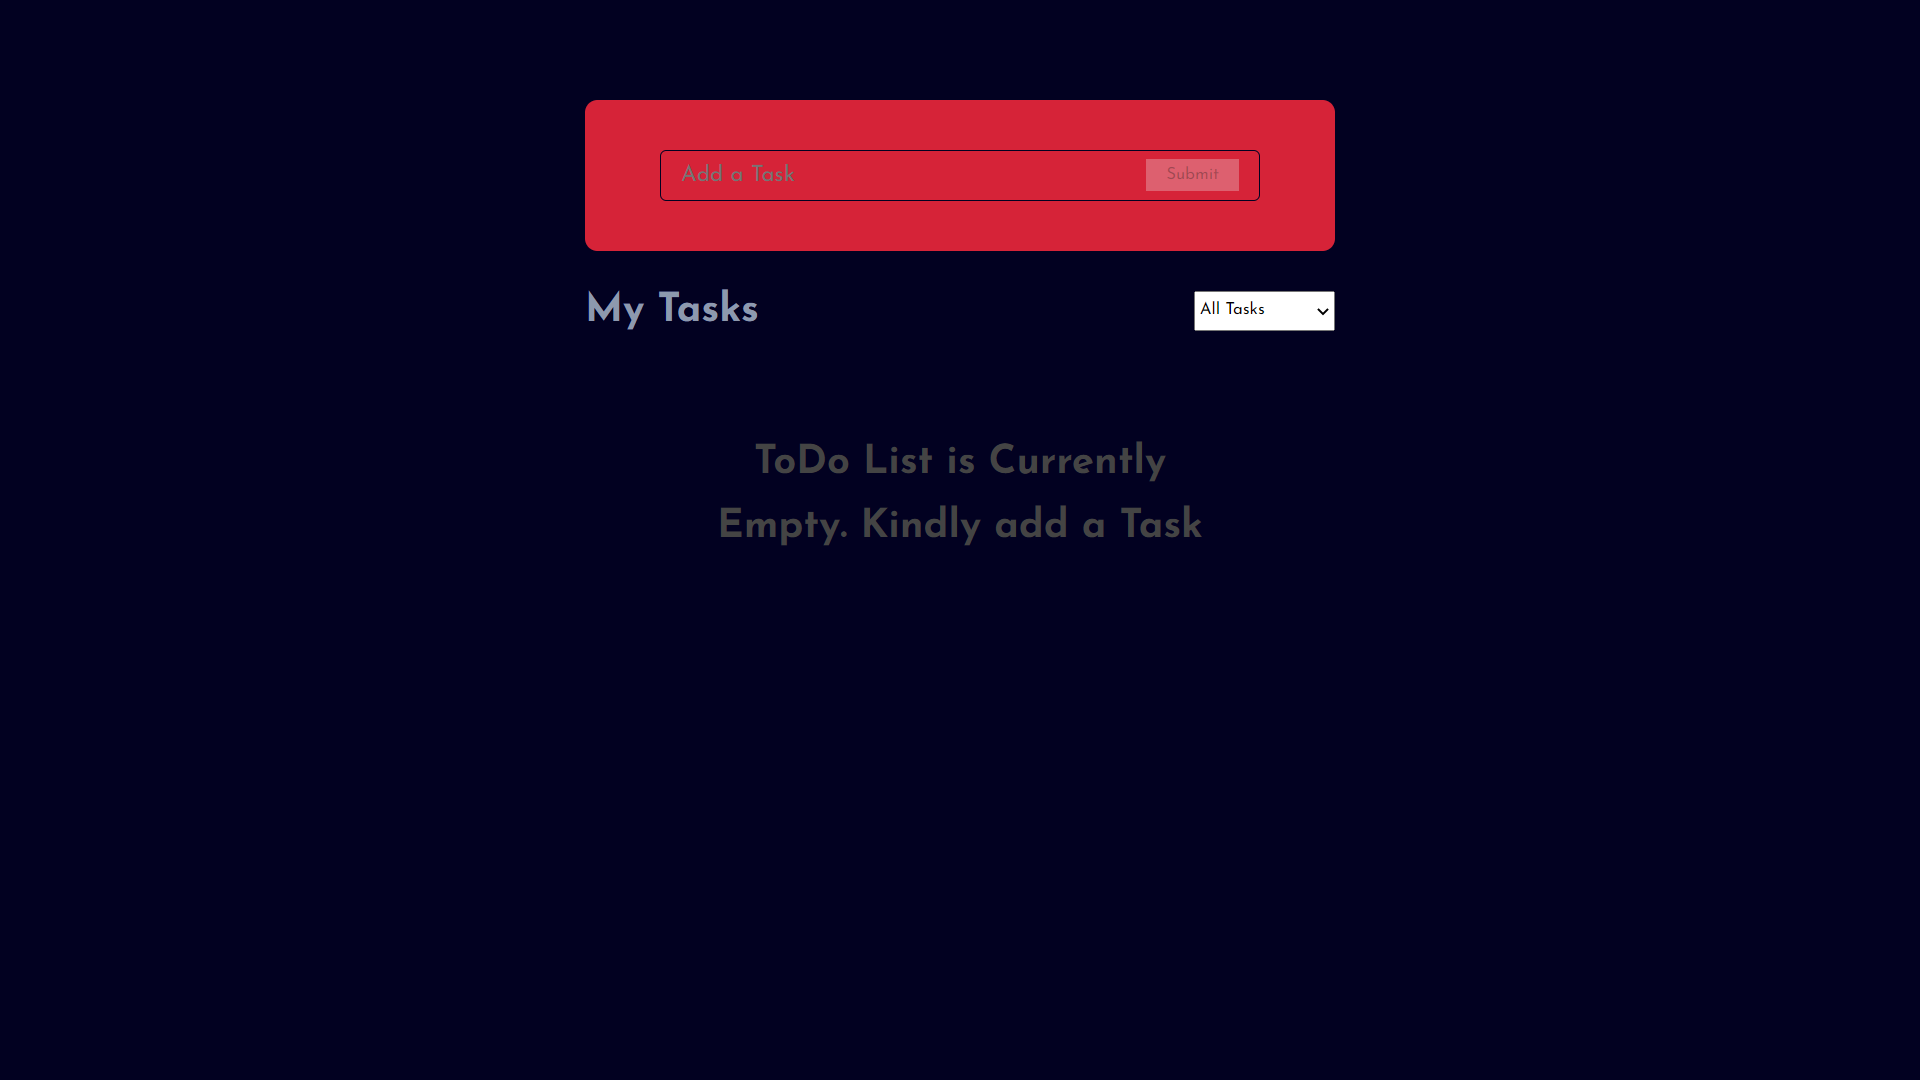 Add a Task
Submit
My Tasks
All Tasks
ToDo List is Currently
Empty. Kindly add a Task